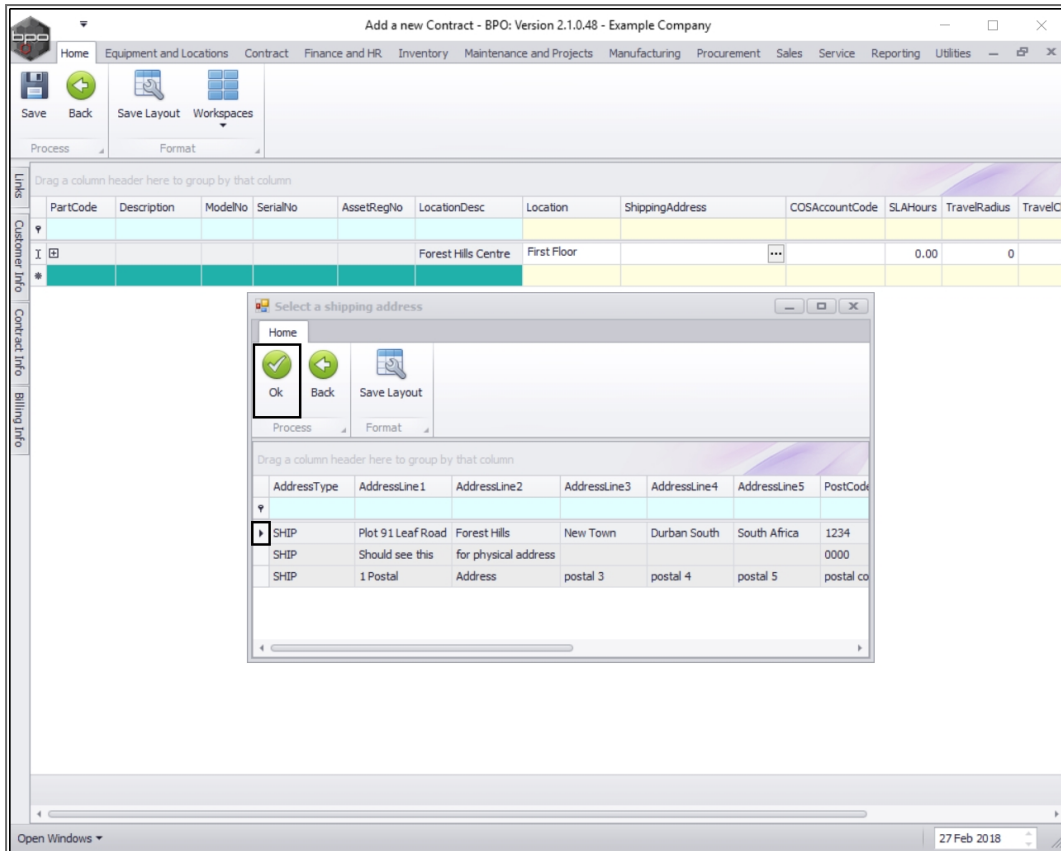 Add a new Contract - BPO: Version 2.1.0.48 - Example Company
bpo
Home Equipment and Locations Contract Finance and HR Inventory Maintenance and Projects Manufacturing Procurement Sales Service Reporting Utilities
Save Back Save Layout Workspaces
Process Format
Links
Customer Info
Contract Info
Billing Info
Drag a column header here to group by that column
PartCode Description ModelNo SerialNo AssetRegNo LocationDesc Location ShippingAddress COSAccountCode SLAHours TravelRadius TravelC
Forest Hills Centre First Floor ... 0.00 0
Select a shipping address
Home
Ok Back Save Layout
Process Format
Drag a column header here to group by that column
AddressType AddressLine1 AddressLine2 AddressLine3 AddressLine4 AddressLine5 PostCode
SHIP Plot 91 Leaf Road Forest Hills New Town Durban South South Africa 1234
SHIP Should see this for physical address 0000
SHIP 1 Postal Address postal 3 postal 4 postal 5 postal co
Open Windows 27 Feb 2018